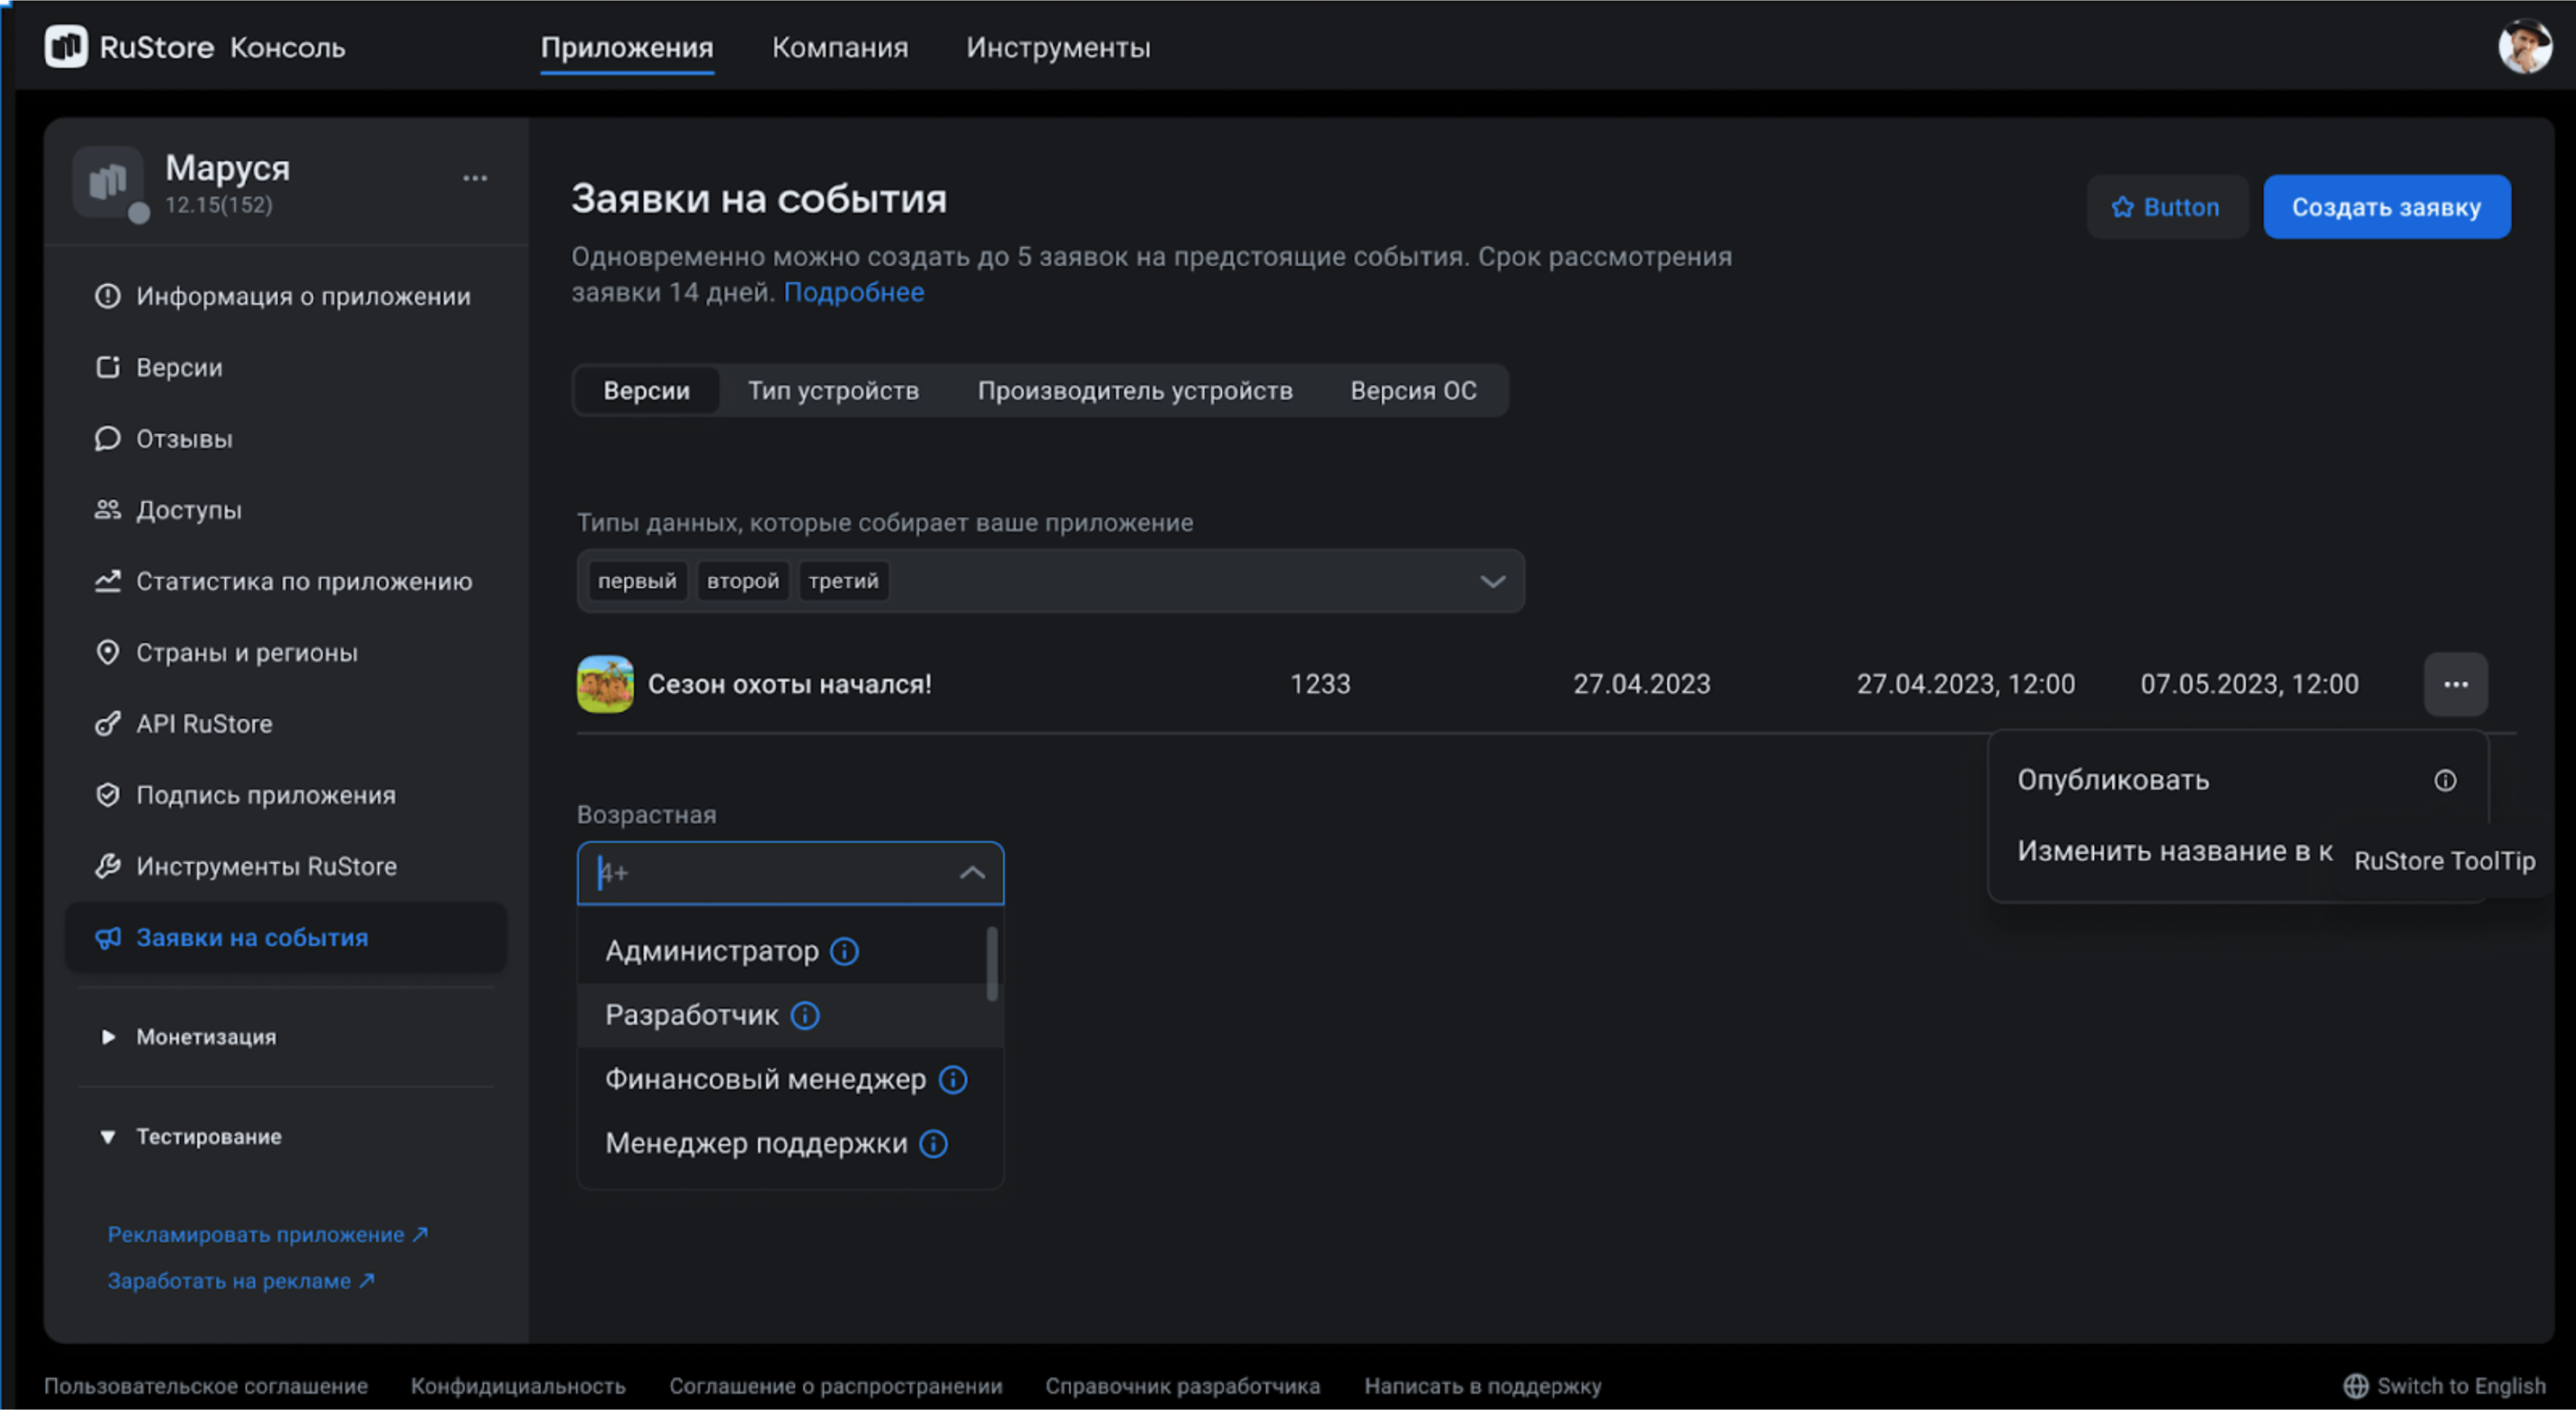 RuStore Консоль
Приложения
Компания
Инструменты
Маруся
12.15(152)
Информация о приложении
Версии
Отзывы
Доступы
Статистика по приложению
Страны и регионы
API RuStore
Подпись приложения
Инструменты RuStore
Заявки на события
Монетизация
Тестирование
Рекламировать приложение
Заработать на рекламе
Заявки на события
Button
Создать заявку
Одновременно можно создать до 5 заявок на предстоящие события. Срок рассмотрения
заявки 14 дней. Подробнее
Версии
Тип устройств
Производитель устройств
Версия ОС
Типы данных, которые собирает ваше приложение
первый второй третий
Сезон охоты начался!
1233
27.04.2023
27.04.2023, 12:00
07.05.2023, 12:00
Опубликовать
Изменить название в к
RuStore ToolTip
Возрастная
4+
Администратор
Разработчик
Финансовый менеджер
Менеджер поддержки
Пользовательское соглашение
Конфидициальность
Соглашение о распространении
Справочник разработчика
Написать в поддержку
Switch to English